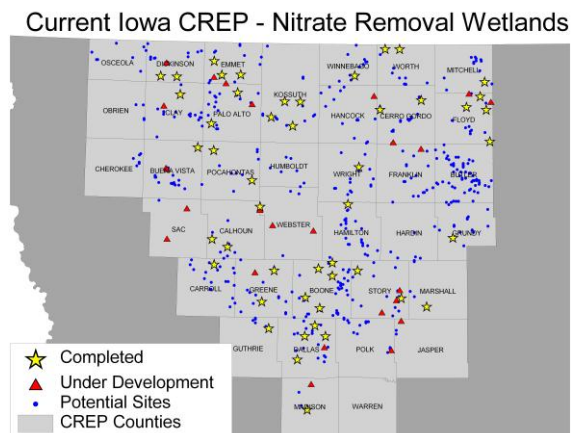 Current Iowa CREP - Nitrate Removal Wetlands
OSCEOLA DICKINSON EMMET WINNEBAGO WORTH MITCHELL
OBRIEN CLAY PALO ALTO KOSSUTH HANCOCK CERRO GORDO FLOYD
CHEROKEE BUENA VISTA POCAHONTAS HUMBOLDT WRIGHT FRANKLIN BUTLER
SAC CALHOUN WEBSTER HAMILTON HARDIN GRUNDY
CARROLL GREENE BOONE STORY MARSHALL
GUTHRIE DALLAS POLK JASPER
MADISON WARREN
Completed
Under Development
Potential Sites
CREP Counties